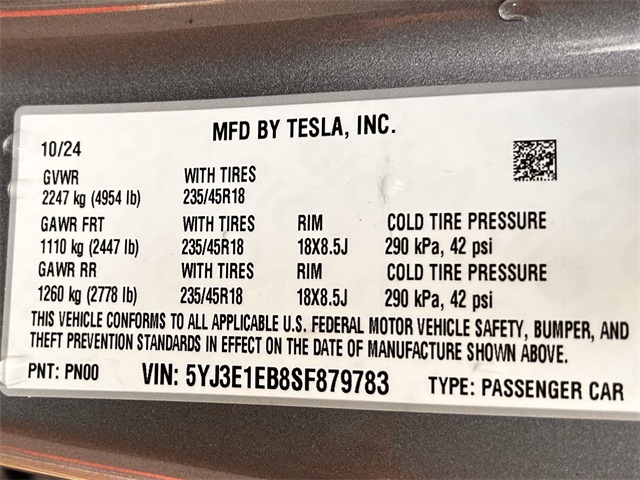 MFD BY TESLA, INC.
10/24
GVWR WITH TIRES
2247 kg (4954 lb) 235/45R18
GAWR FRT WITH TIRES RIM COLD TIRE PRESSURE
1110 kg (2447 lb) 235/45R18 18X8.5J 290 kPa, 42 psi
GAWR RR WITH TIRES RIM COLD TIRE PRESSURE
1260 kg (2778 lb) 235/45R18 18X8.5J 290 kPa, 42 psi
THIS VEHICLE CONFORMS TO ALL APPLICABLE U.S. FEDERAL MOTOR VEHICLE SAFETY, BUMPER, AND
THEFT PREVENTION STANDARDS IN EFFECT ON THE DATE OF MANUFACTURE SHOWN ABOVE.
PNT: PN00 VIN: 5YJ3E1EB8SF879783 TYPE: PASSENGER CAR